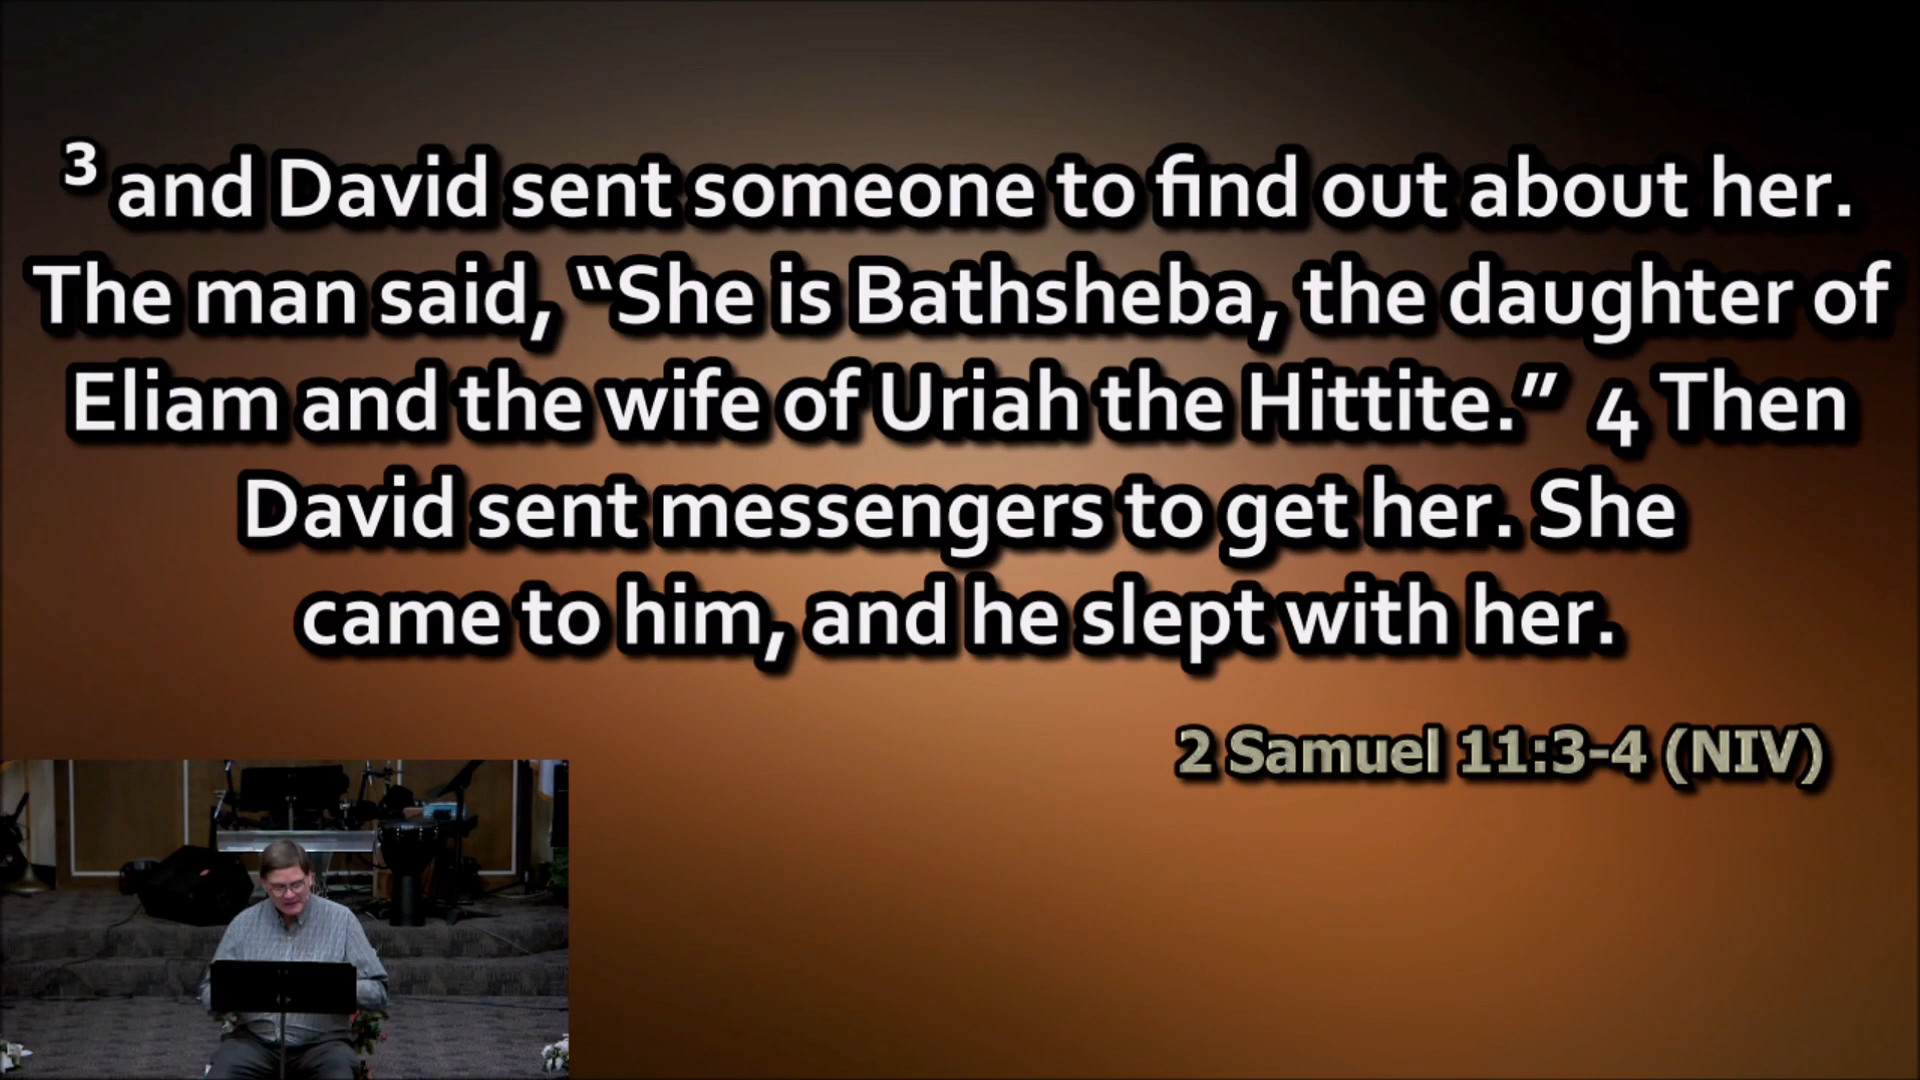 ³ and David sent someone to find out about her.
The man said, “She is Bathsheba, the daughter of
Eliam and the wife of Uriah the Hittite.” 4 Then
David sent messengers to get her. She
came to him, and he slept with her.
2 Samuel 11:3-4 (NIV)